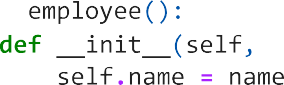 employee():
def __init__(self,
self.name = name